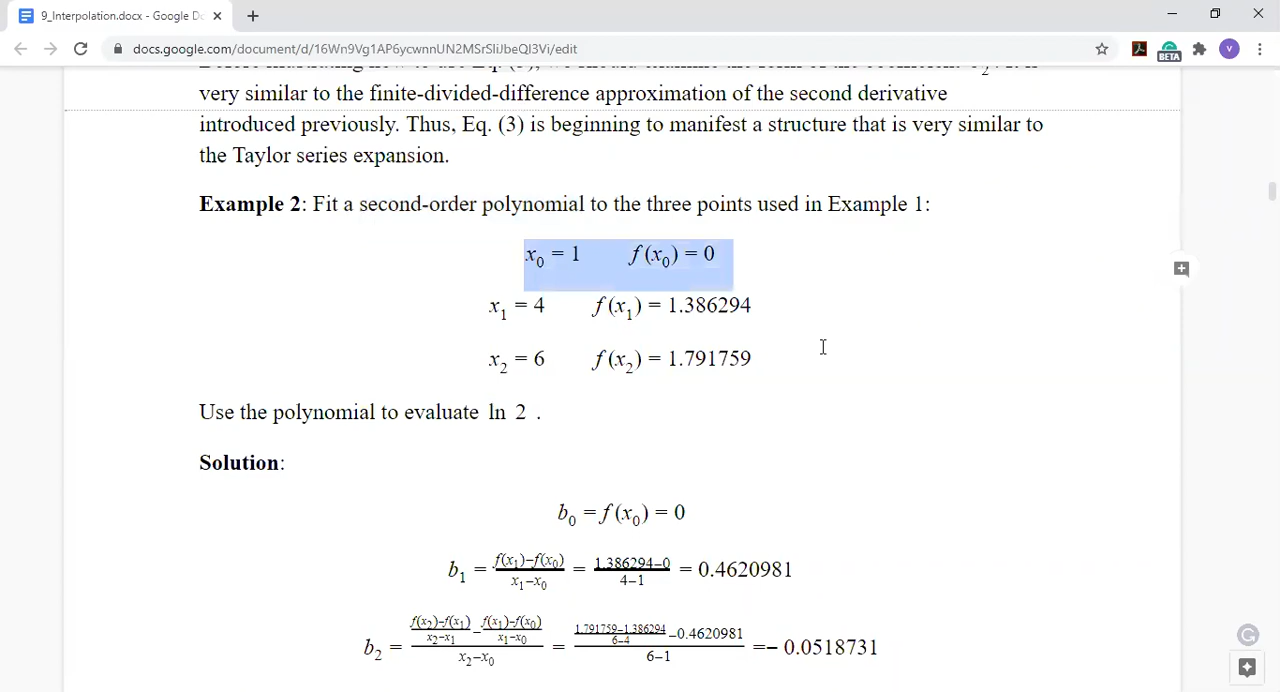 9_Interpolation.docx - Google Do
docs.google.com/document/d/16Wn9Vg1AP6ycwnnUN2MSrSliUbeQI3Vi/edit
BETA
V
very similar to the finite-divided-difference approximation of the second derivative
introduced previously. Thus, Eq. (3) is beginning to manifest a structure that is very similar to
the Taylor series expansion.
Example 2: Fit a second-order polynomial to the three points used in Example 1:
x₀ = 1 f(x₀) = 0
x₁ = 4 f(x₁) = 1.386294
x₂ = 6 f(x₂) = 1.791759
Use the polynomial to evaluate ln 2 .
Solution:
b₀ = f(x₀) = 0
b₁ = f(x₁)−f(x₀) / x₁−x₀ = 1.386294−0 / 4−1 = 0.4620981
b₂ = f(x₂)−f(x₁) / x₂−x₁ − f(x₁)−f(x₀) / x₁−x₀ / x₂−x₀ = 1.791759−1.386294 / 6−4 −0.4620981 / 6−1 =− 0.0518731